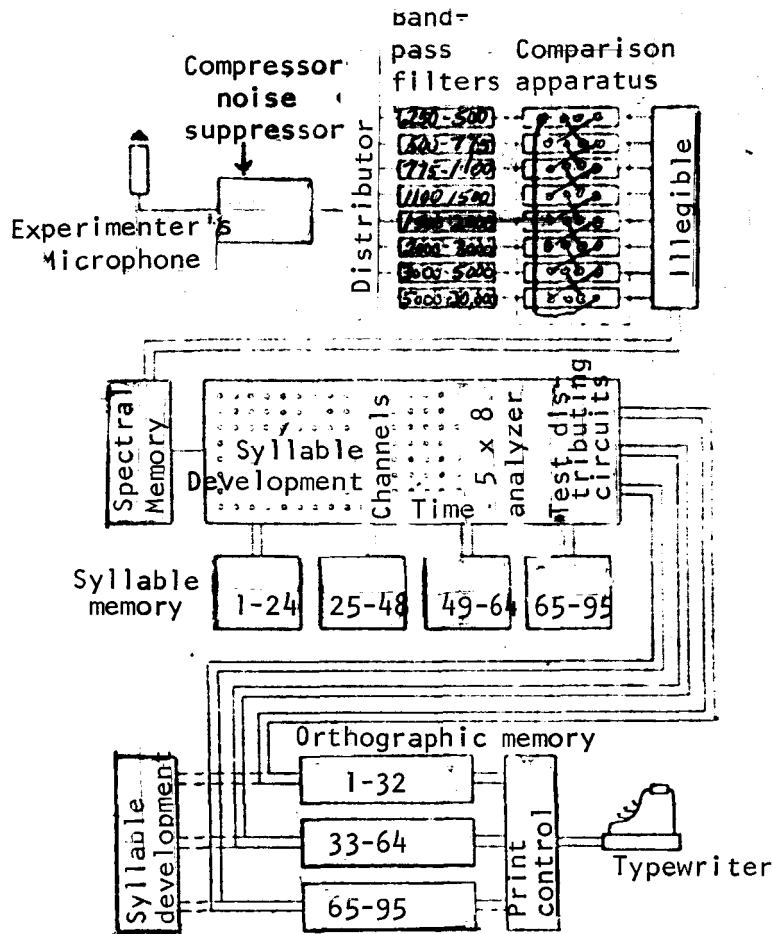 Band-
pass
filters
Comparison
apparatus
Compressor
noise
suppressor
Experimenter's
Microphone
Distributor
250-500
500-775
775-1100
1100 1500
2000-3000
3000-5000
5000-10,000
Illegible
Spectral
Memory
Syllable
Development
Channels
Time
5 x 8
analyzer
Test dis-
tributing
circuits
Syllable
memory
1-24
25-48
49-64
65-95
Orthographic memory
Syllable
development
1-32
33-64
65-95
Print
control
Typewriter